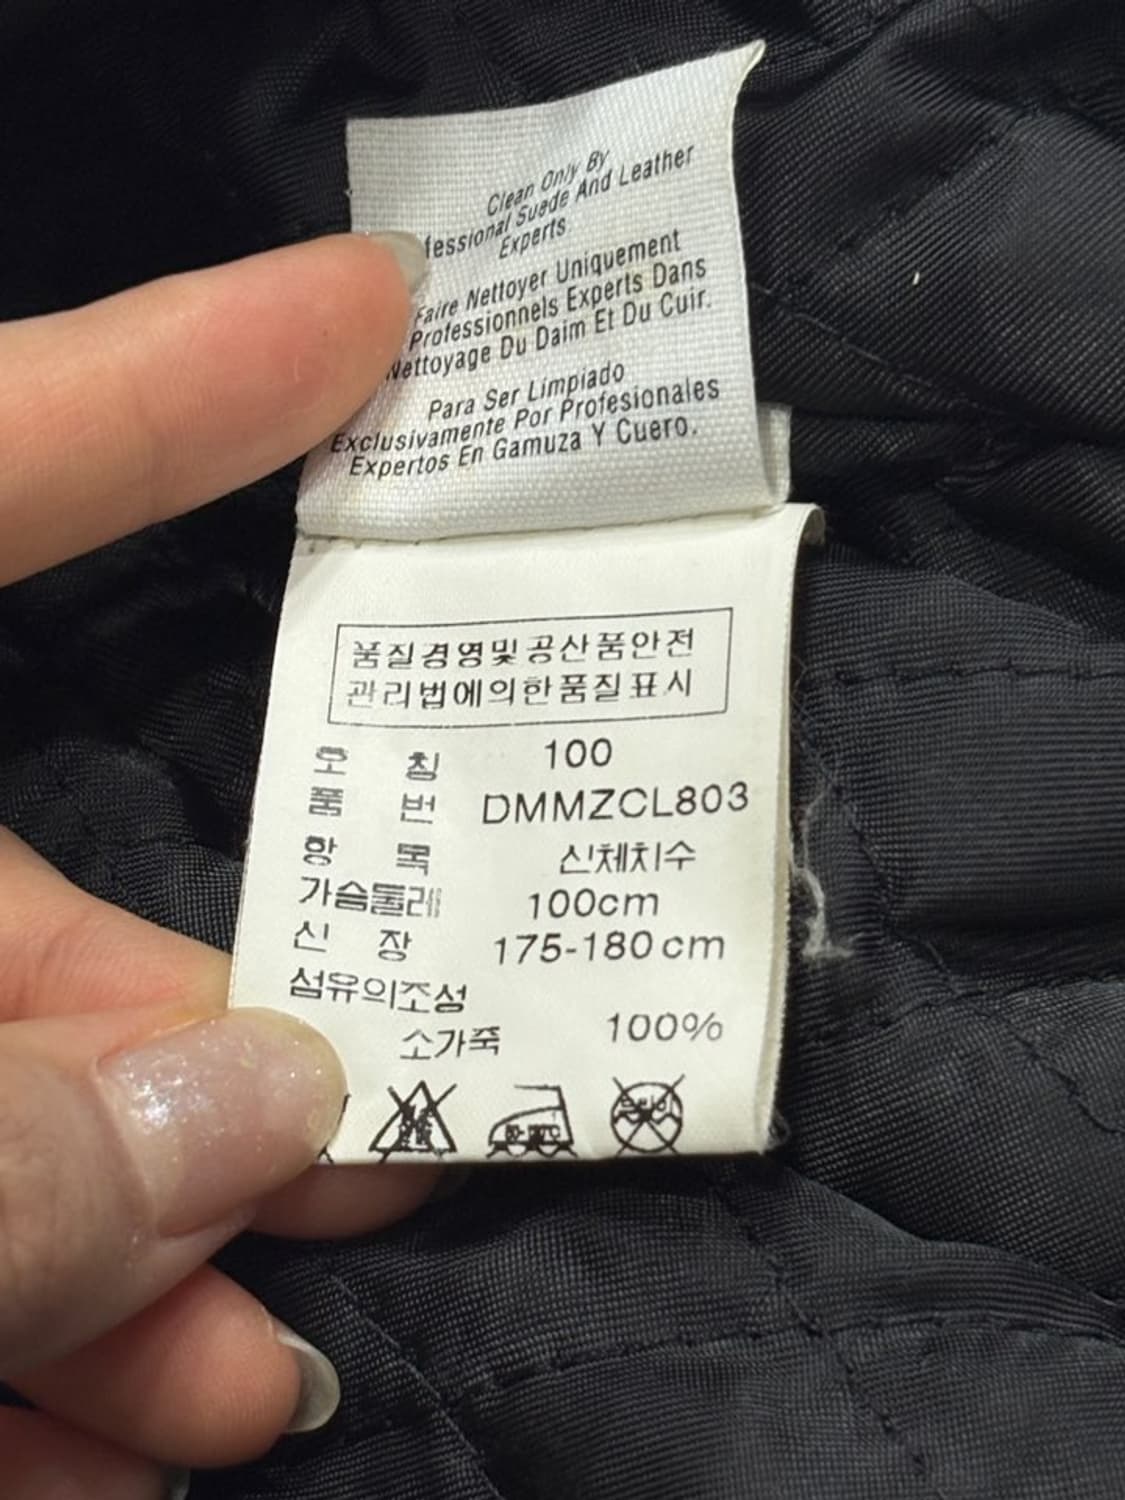 Clean Only By
fessional Suede And Leather
Experts
Faire Nettoyer Uniquement
Professionnels Experts Dans
Nettoyage Du Daim Et Du Cuir.
Para Ser Limpiado
Exclusivamente Por Profesionales
Expertos En Gamuza Y Cuero.
품질경영및공산품안전
관리법에의한품질표시
호 칭 100
품 번 DMMZCL803
항 목 신체치수
가슴둘레 100cm
신 장 175-180cm
섬유의조성
소가죽 100%